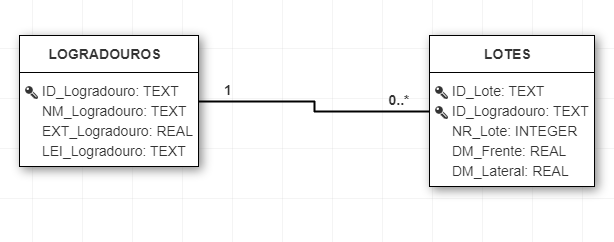 LOGRADOUROS
ID_Logradouro: TEXT
NM_Logradouro: TEXT
EXT_Logradouro: REAL
LEI_Logradouro: TEXT
1
0..*
LOTES
ID_Lote: TEXT
ID_Logradouro: TEXT
NR_Lote: INTEGER
DM_Frente: REAL
DM_Lateral: REAL